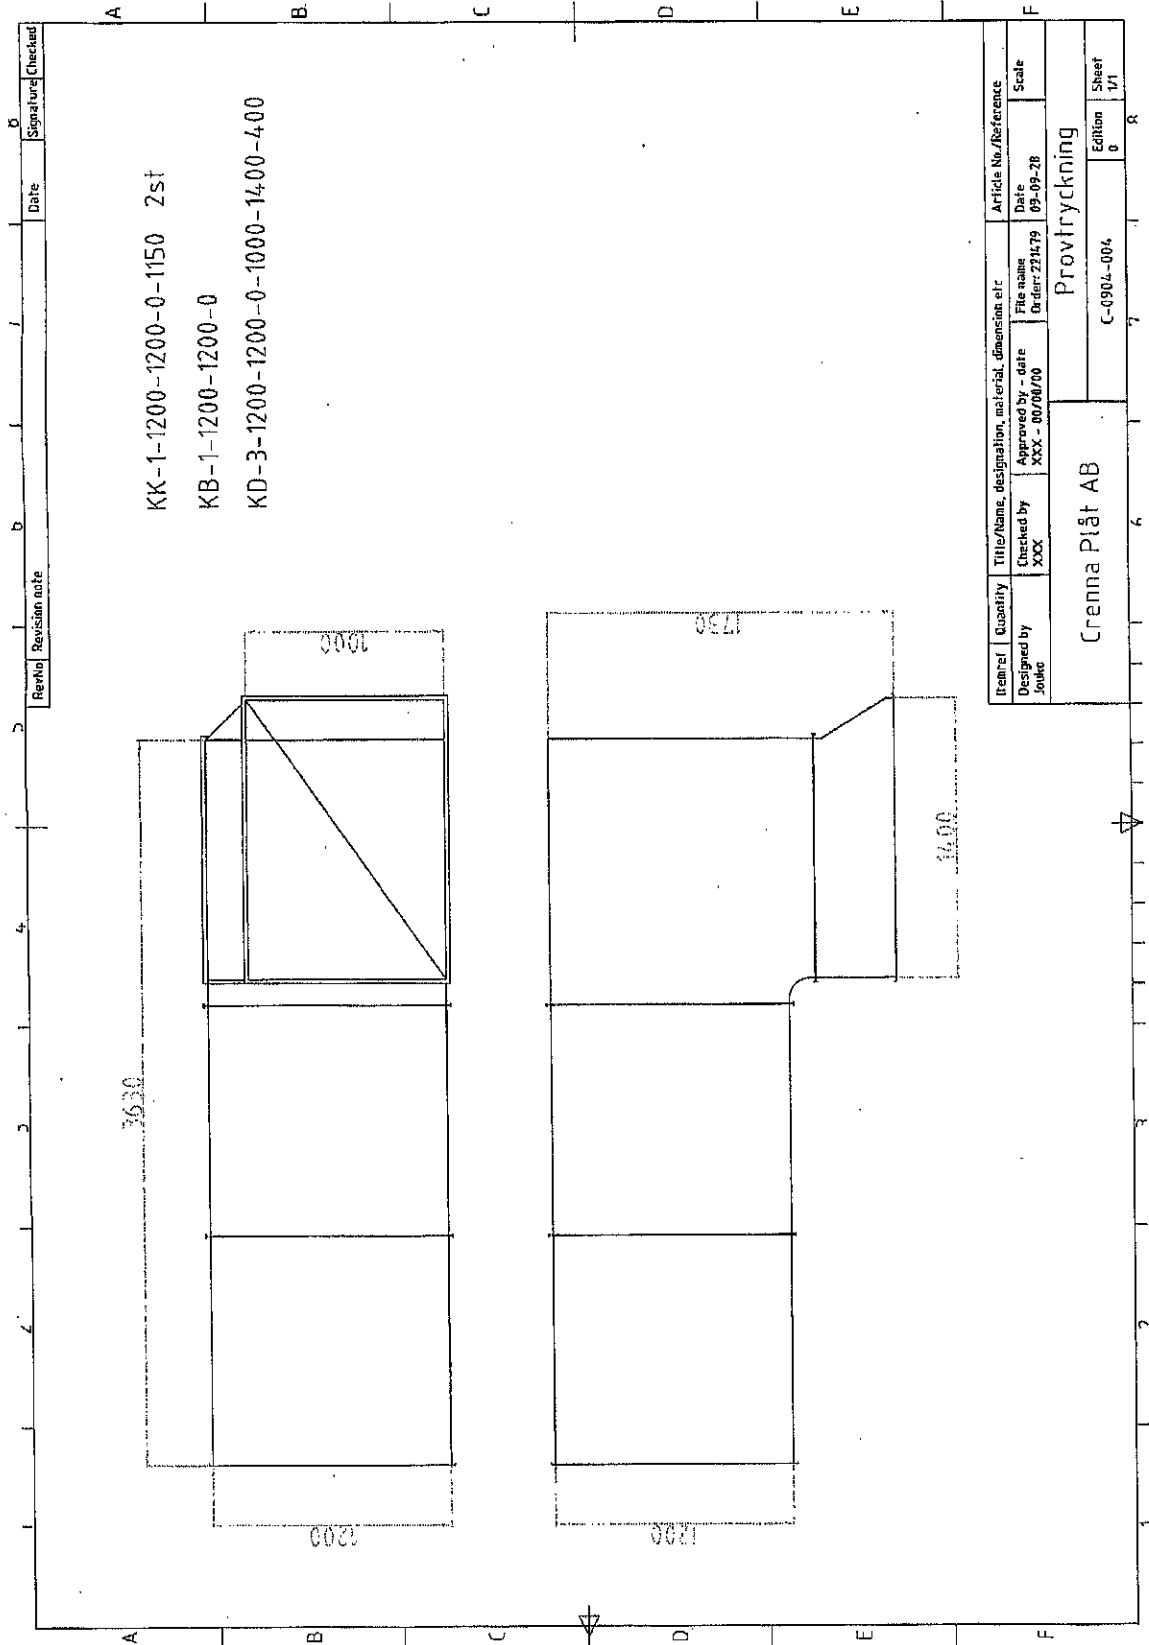 RevNo Revision note Date Signature Checked
KK-1-1200-1200-0-1150 2st
KB-1-1200-1200-0
KD-3-1200-1200-0-1000-1400-400
3630
1000
1200
1730
1400
1200
Itemref Quantity Title/Name, designation, material, dimension etc Article No./Reference
Designed by Checked by Approved by - date File name Date Scale
Jouko XXX XXX - 00/00/00 Order: 221479 09-09-28
Crenna Plåt AB
Provtryckning
C-0904-004
Edition Sheet
0 1/1
A B C D E F
A B C D E F